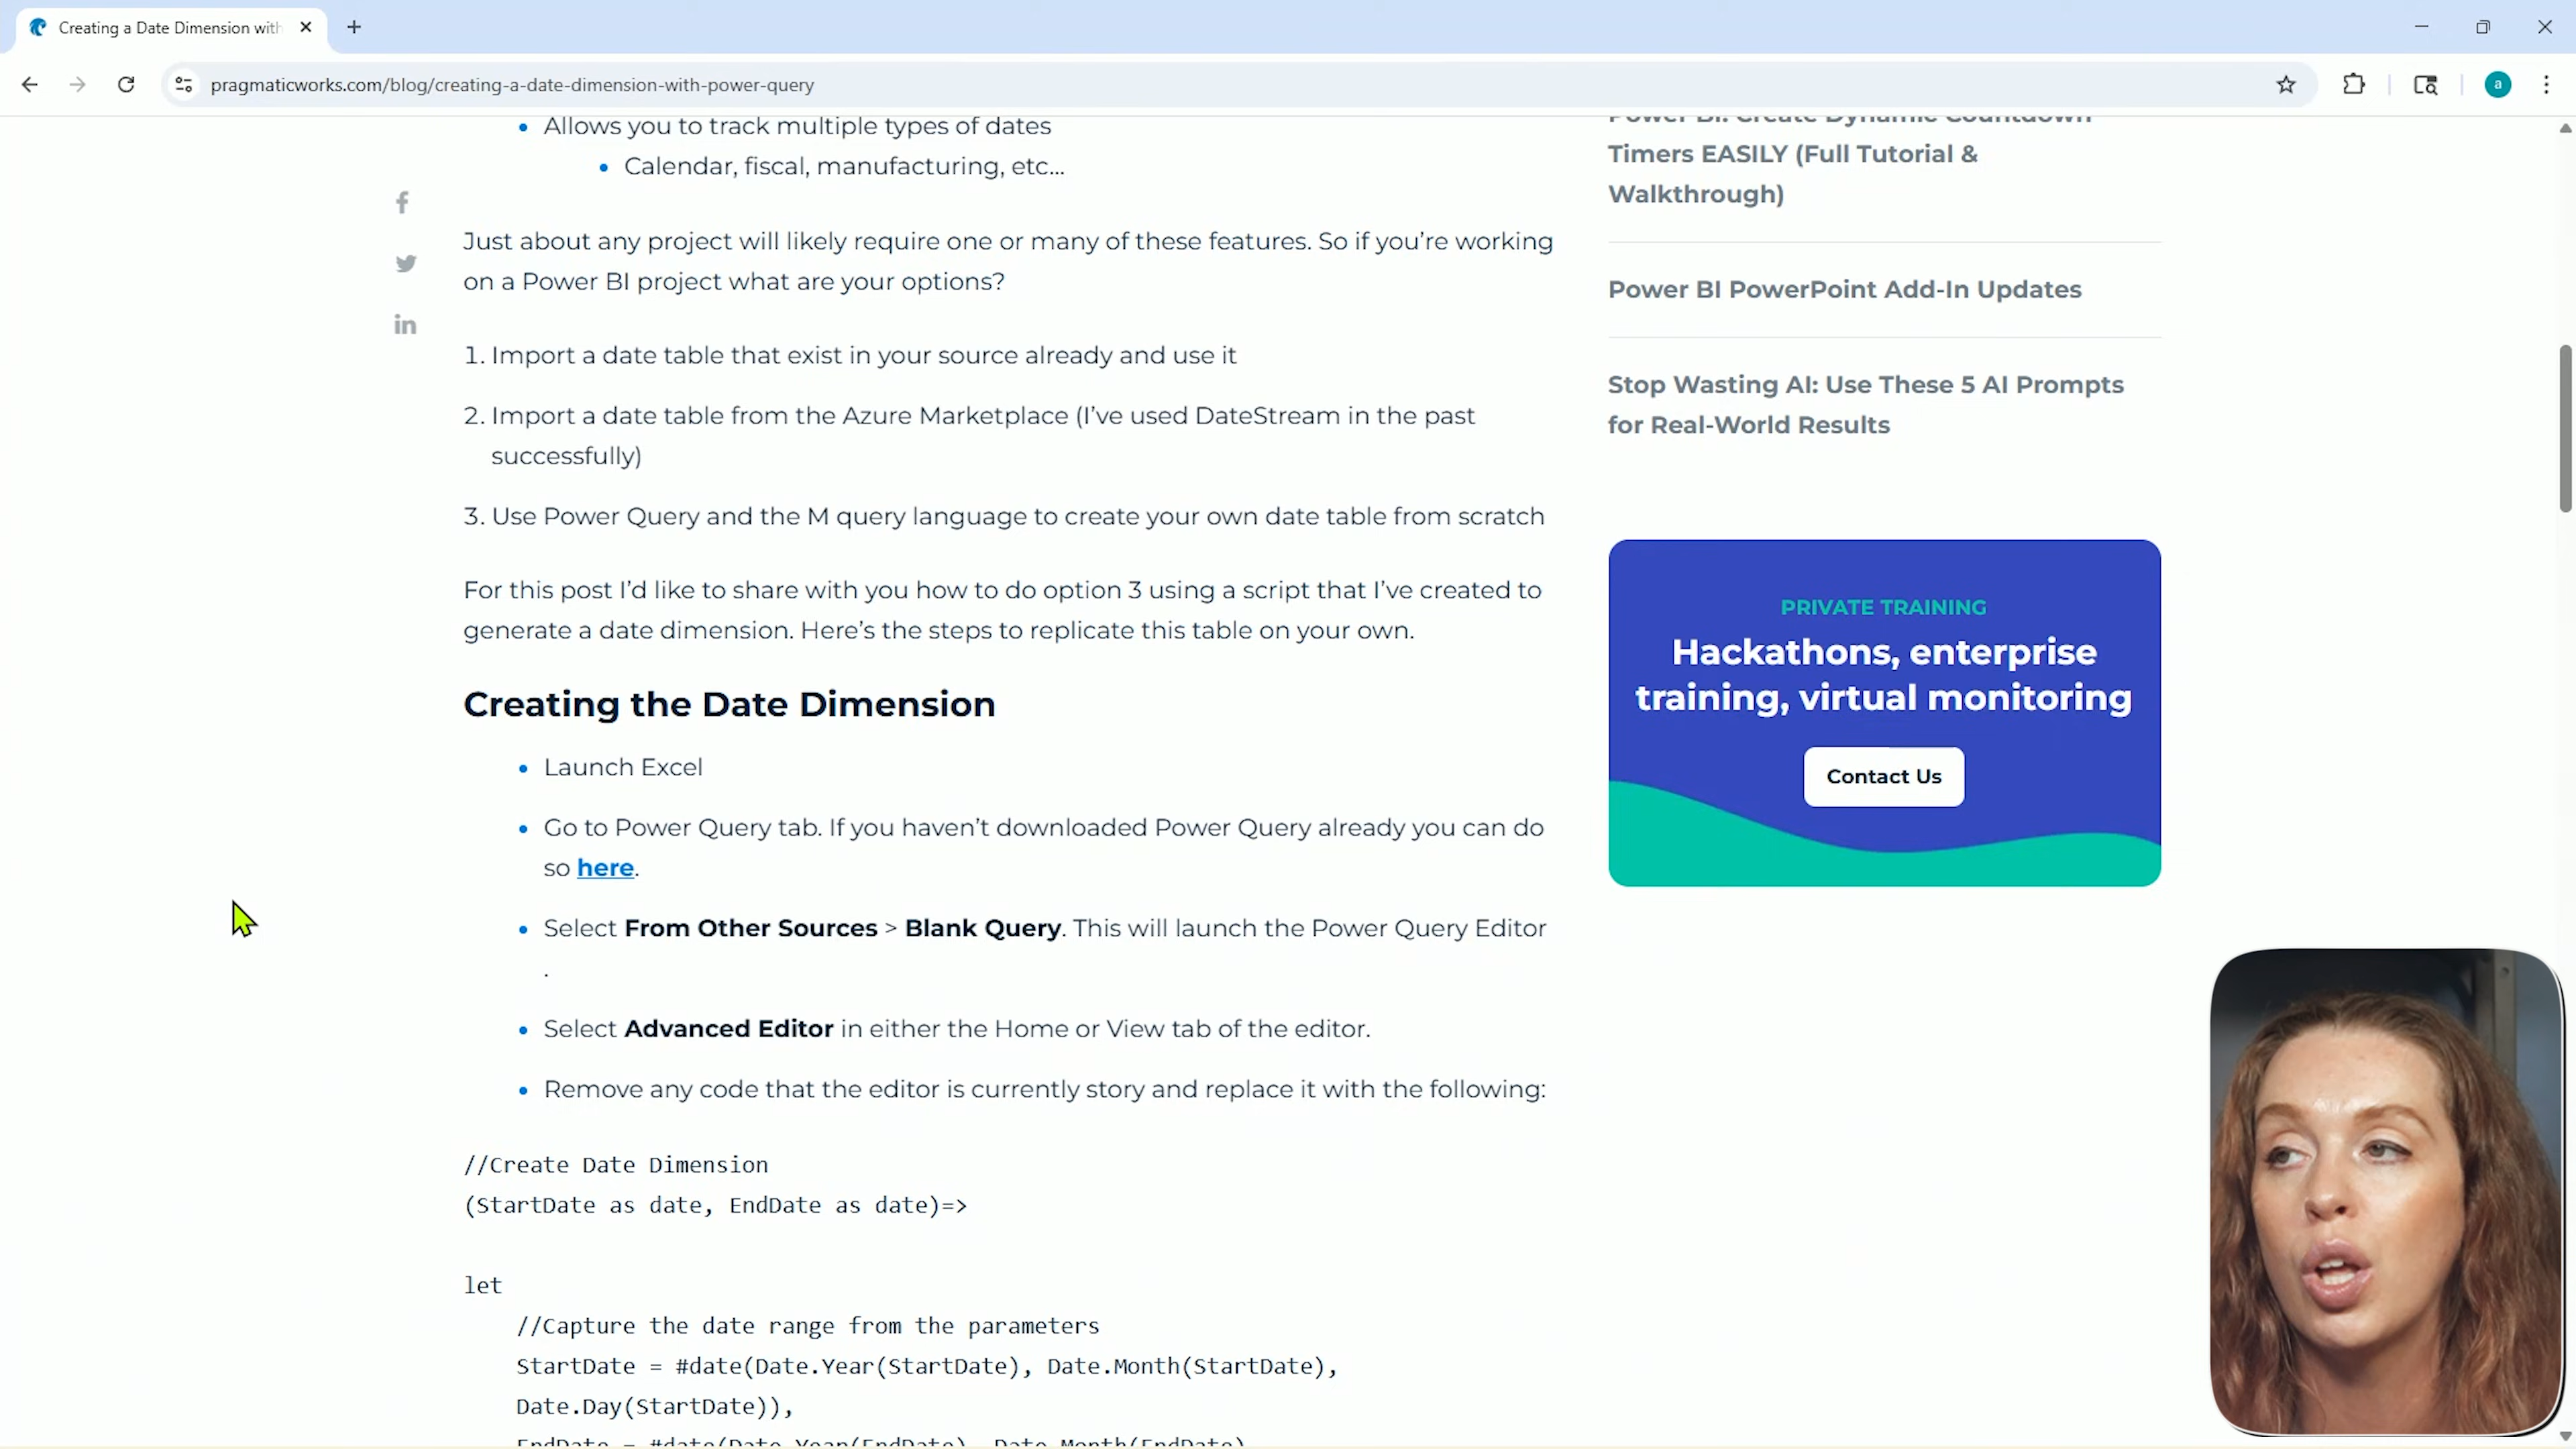 Creating a Date Dimension with
pragmaticworks.com/blog/creating-a-date-dimension-with-power-query
a
Allows you to track multiple types of dates
Calendar, fiscal, manufacturing, etc...
Just about any project will likely require one or many of these features. So if you're working
on a Power BI project what are your options?
1. Import a date table that exist in your source already and use it
2. Import a date table from the Azure Marketplace (I've used DateStream in the past
successfully)
3. Use Power Query and the M query language to create your own date table from scratch
For this post I'd like to share with you how to do option 3 using a script that I've created to
generate a date dimension. Here's the steps to replicate this table on your own.
Creating the Date Dimension
Launch Excel
Go to Power Query tab. If you haven't downloaded Power Query already you can do
so here.
Select From Other Sources > Blank Query. This will launch the Power Query Editor
.
Select Advanced Editor in either the Home or View tab of the editor.
Remove any code that the editor is currently story and replace it with the following:
//Create Date Dimension
(StartDate as date, EndDate as date)=>
let
//Capture the date range from the parameters
StartDate = #date(Date.Year(StartDate), Date.Month(StartDate),
Date.Day(StartDate)),
EndDate = #date(Date.Year(EndDate), Date.Month(EndDate),
Power BI: Create Dynamic Countdown
Timers EASILY (Full Tutorial &
Walkthrough)
Power BI PowerPoint Add-In Updates
Stop Wasting AI: Use These 5 AI Prompts
for Real-World Results
PRIVATE TRAINING
Hackathons, enterprise
training, virtual monitoring
Contact Us